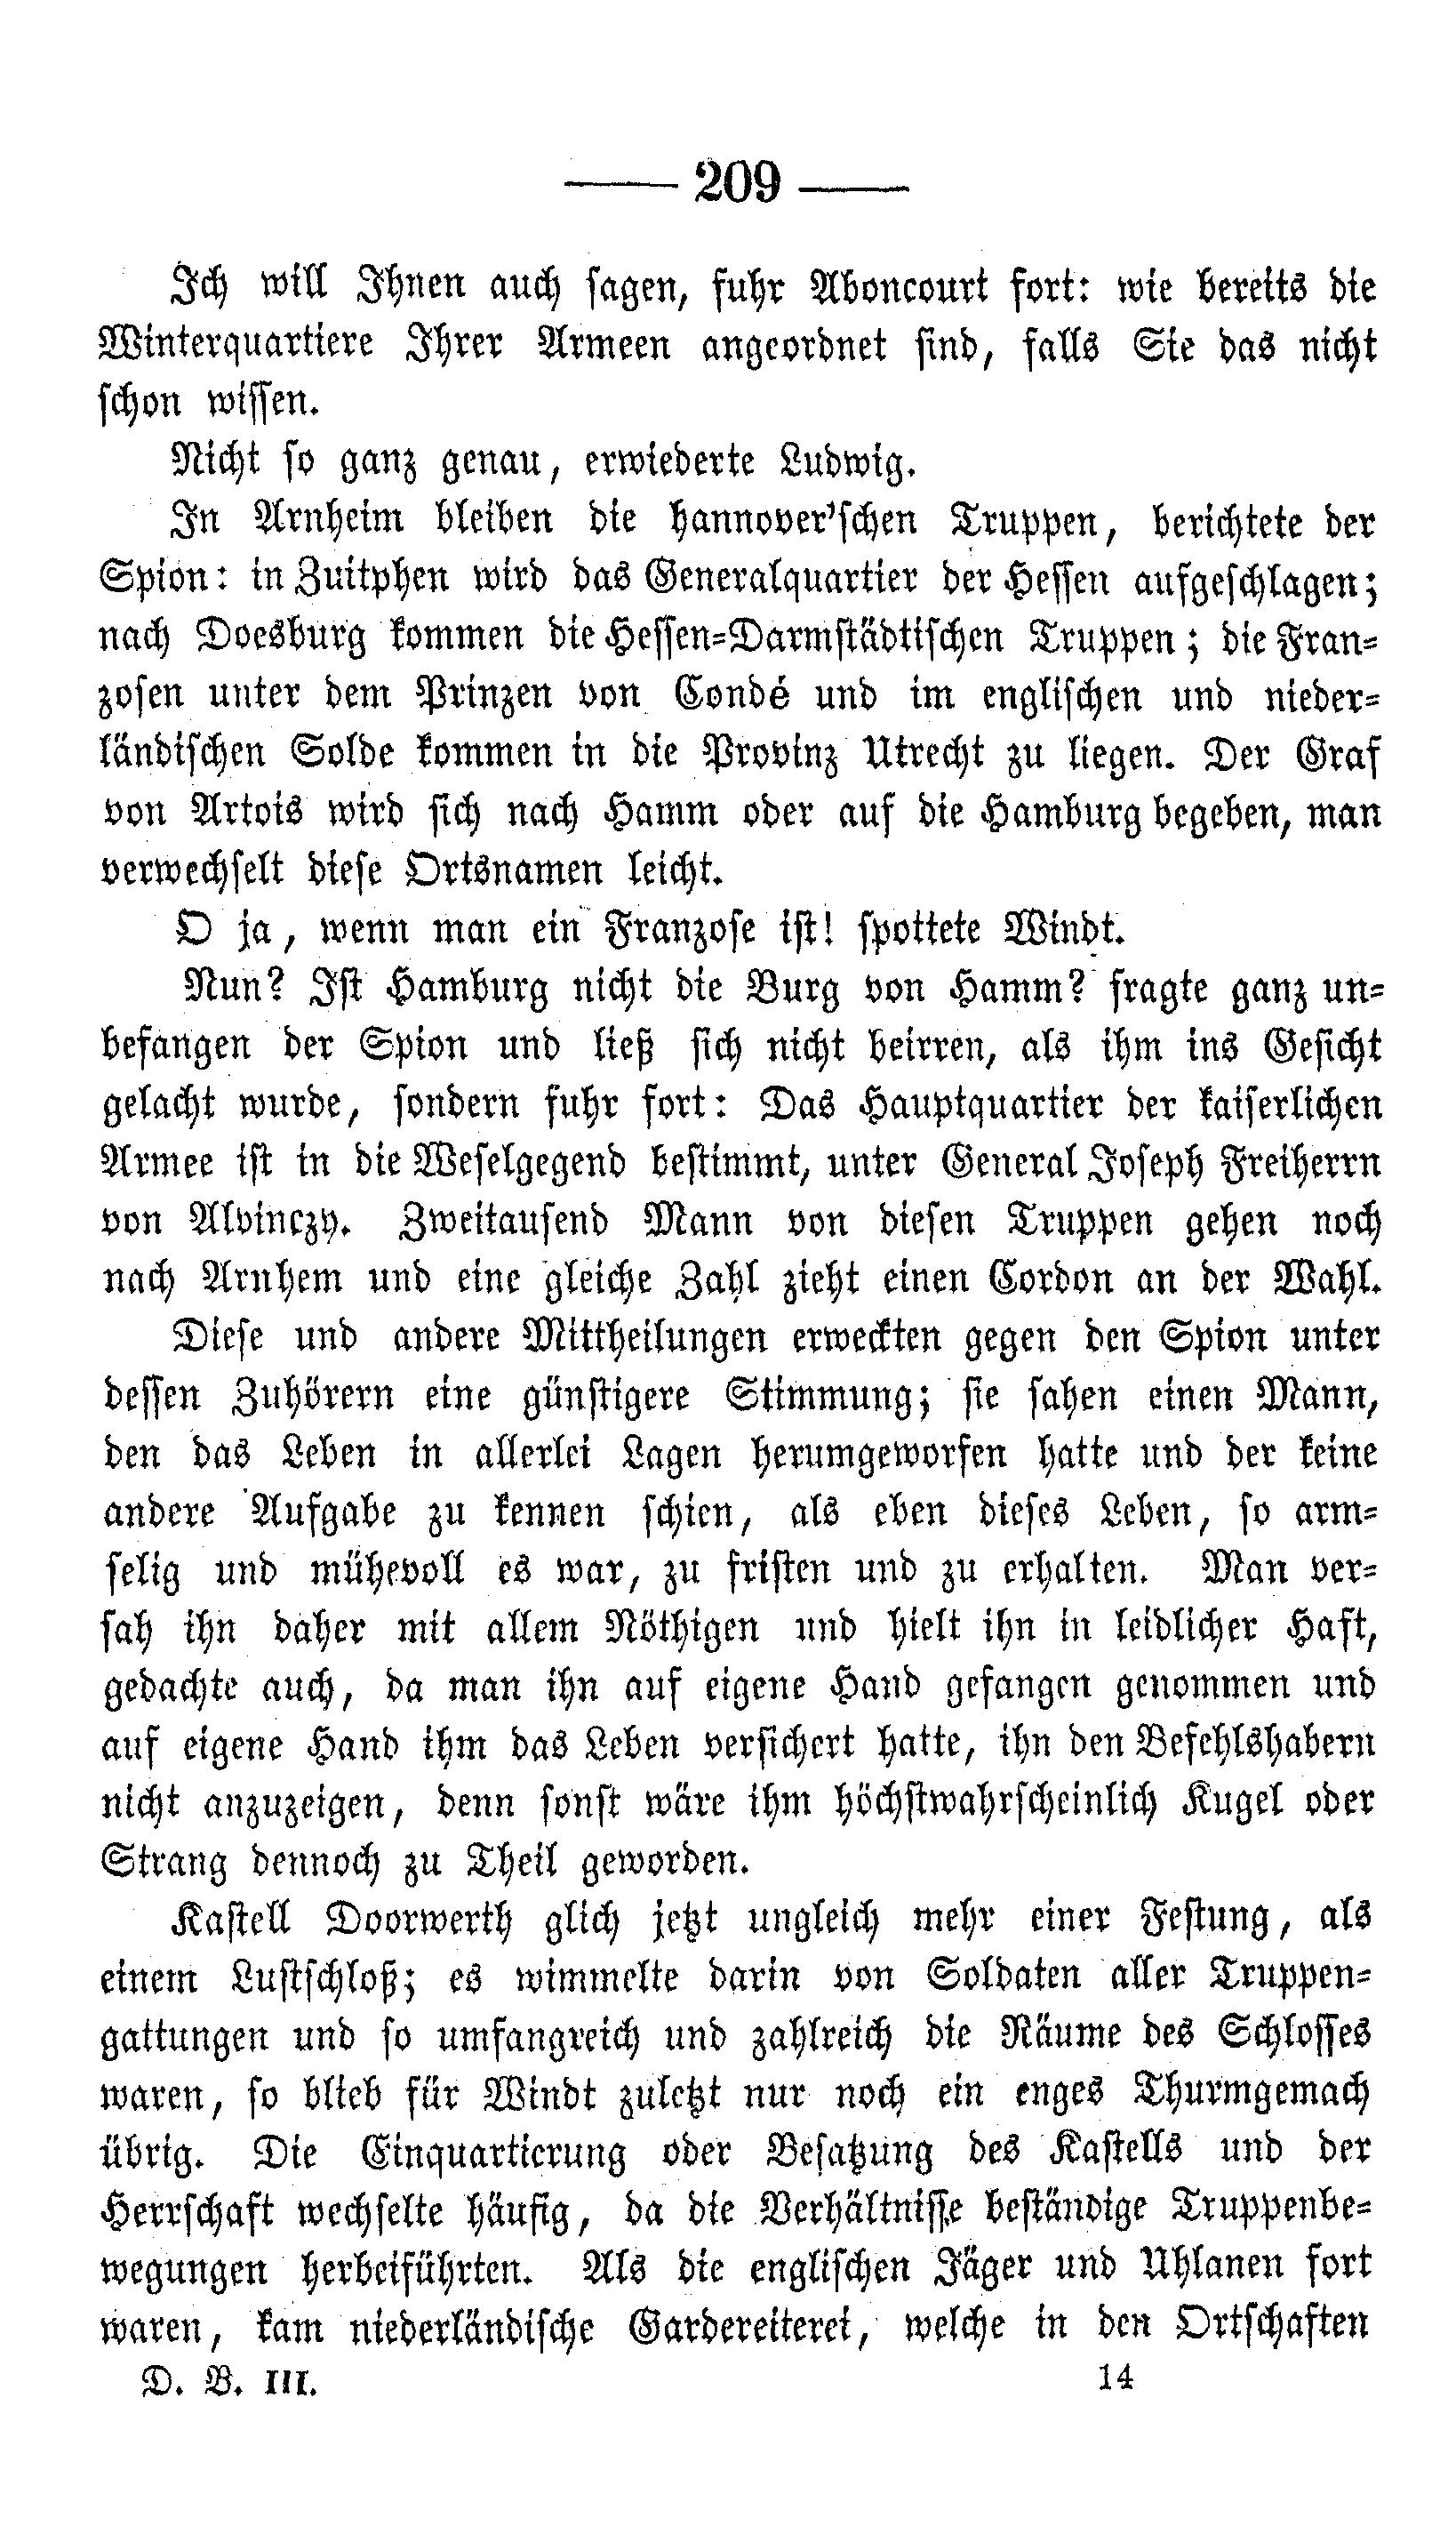 — 209 —
Ich will Ihnen auch sagen, fuhr Aboncourt fort: wie bereits die
Winterquartiere Ihrer Armeen angeordnet sind, falls Sie das nicht
schon wissen.
Nicht so ganz genau, erwiederte Ludwig.
In Arnheim bleiben die hannover'schen Truppen, berichtete der
Spion: in Zuitphen wird das Generalquartier der Hessen aufgeschlagen;
nach Doesburg kommen die Hessen-Darmstädtischen Truppen; die Fran-
zosen unter dem Prinzen von Condé und im englischen und nieder-
ländischen Solde kommen in die Provinz Utrecht zu liegen. Der Graf
von Artois wird sich nach Hamm oder auf die Hamburg begeben, man
verwechselt diese Ortsnamen leicht.
O ja, wenn man ein Franzose ist! spottete Windt.
Nun? Ist Hamburg nicht die Burg von Hamm? fragte ganz un-
befangen der Spion und ließ sich nicht beirren, als ihm ins Gesicht
gelacht wurde, sondern fuhr fort: Das Hauptquartier der kaiserlichen
Armee ist in die Weselgegend bestimmt, unter General Joseph Freiherrn
von Alvinczy. Zweitausend Mann von diesen Truppen gehen noch
nach Arnhem und eine gleiche Zahl zieht einen Cordon an der Wahl.
Diese und andere Mittheilungen erweckten gegen den Spion unter
dessen Zuhörern eine günstigere Stimmung; sie sahen einen Mann,
den das Leben in allerlei Lagen herumgeworfen hatte und der keine
andere Aufgabe zu kennen schien, als eben dieses Leben, so arm-
selig und mühevoll es war, zu fristen und zu erhalten. Man ver-
sah ihn daher mit allem Nöthigen und hielt ihn in leidlicher Haft,
gedachte auch, da man ihn auf eigene Hand gefangen genommen und
auf eigene Hand ihm das Leben versichert hatte, ihn den Befehlshabern
nicht anzuzeigen, denn sonst wäre ihm höchstwahrscheinlich Kugel oder
Strang dennoch zu Theil geworden.
Kastell Doorwerth glich jetzt ungleich mehr einer Festung, als
einem Lustschloß; es wimmelte darin von Soldaten aller Truppen-
gattungen und so umfangreich und zahlreich die Räume des Schlosses
waren, so blieb für Windt zuletzt nur noch ein enges Thurmgemach
übrig. Die Einquartierung oder Besatzung des Kastells und der
Herrschaft wechselte häufig, da die Verhältnisse beständige Truppenbe-
wegungen herbeiführten. Als die englischen Jäger und Uhlanen fort
waren, kam niederländische Gardereiterei, welche in den Ortschaften
D. B. III. 14